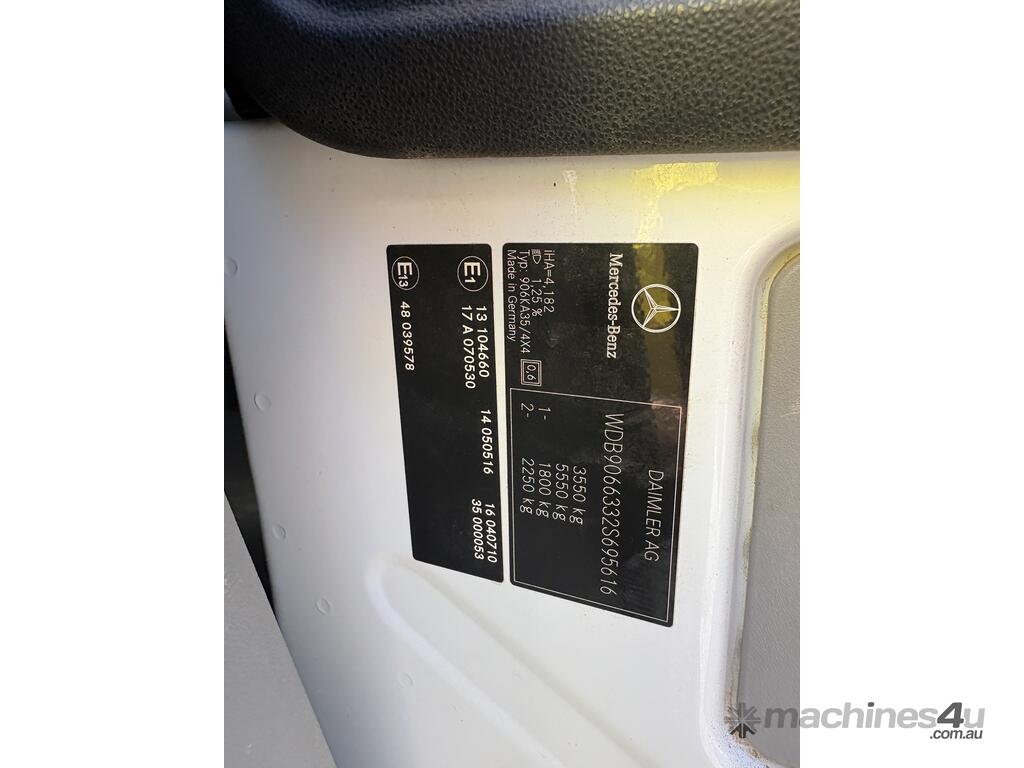 Mercedes-Benz
iHA=4,182
1,25 %
Typ: 906KA35/4X4 0,6
Made in Germany
DAIMLER AG
WDB9066332S695616
3550 kg
5550 kg
1- 1800 kg
2- 2250 kg
E1 13 104660 14 050516 16 040710
17 A 070530 35 000053
E13 48 039578
machines4u
.com.au